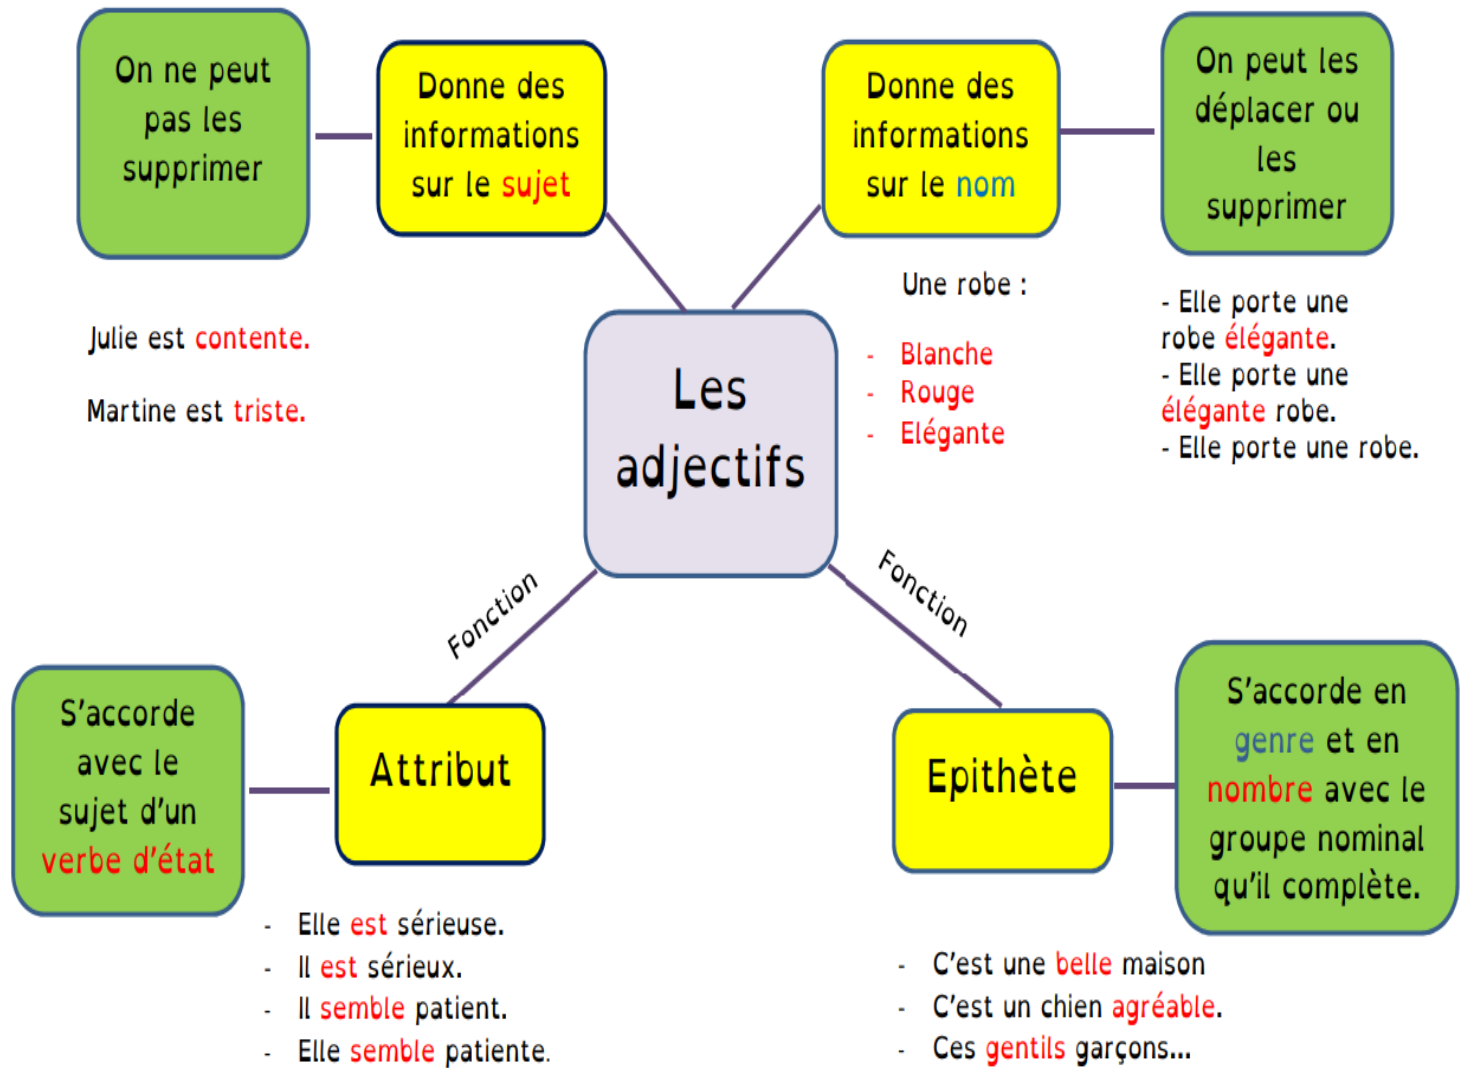 On ne peut
pas les
supprimer
Donne des
informations
sur le sujet
Donne des
informations
sur le nom
On peut les
déplacer ou
les
supprimer
Julie est contente.
Martine est triste.
Les
adjectifs
Une robe :
- Blanche
- Rouge
- Elégante
- Elle porte une
robe élégante.
- Elle porte une
élégante robe.
- Elle porte une robe.
Fonction
Fonction
S'accorde
avec le
sujet d'un
verbe d'état
Attribut
Epithète
S'accorde en
genre et en
nombre avec le
groupe nominal
qu'il complète.
- Elle est sérieuse.
- Il est sérieux.
- Il semble patient.
- Elle semble patiente.
- C'est une belle maison
- C'est un chien agréable.
- Ces gentils garçons...